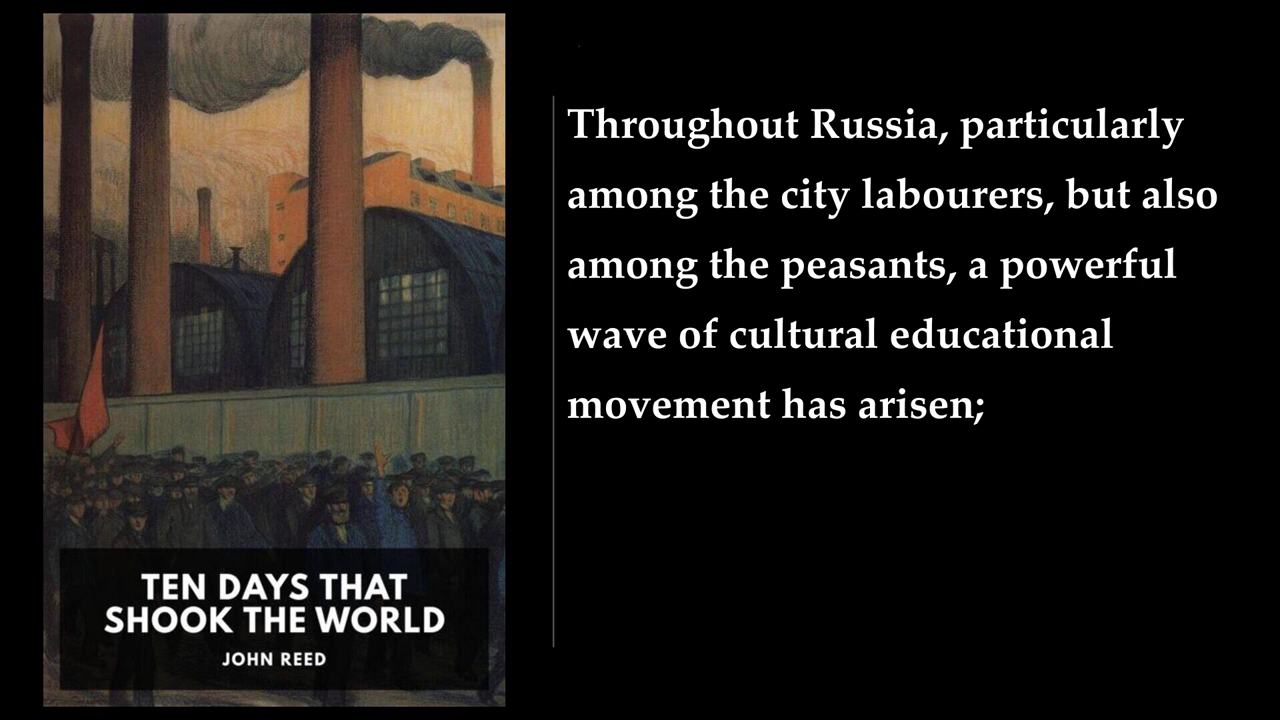 TEN DAYS THAT
SHOOK THE WORLD
JOHN REED
Throughout Russia, particularly
among the city labourers, but also
among the peasants, a powerful
wave of cultural educational
movement has arisen;